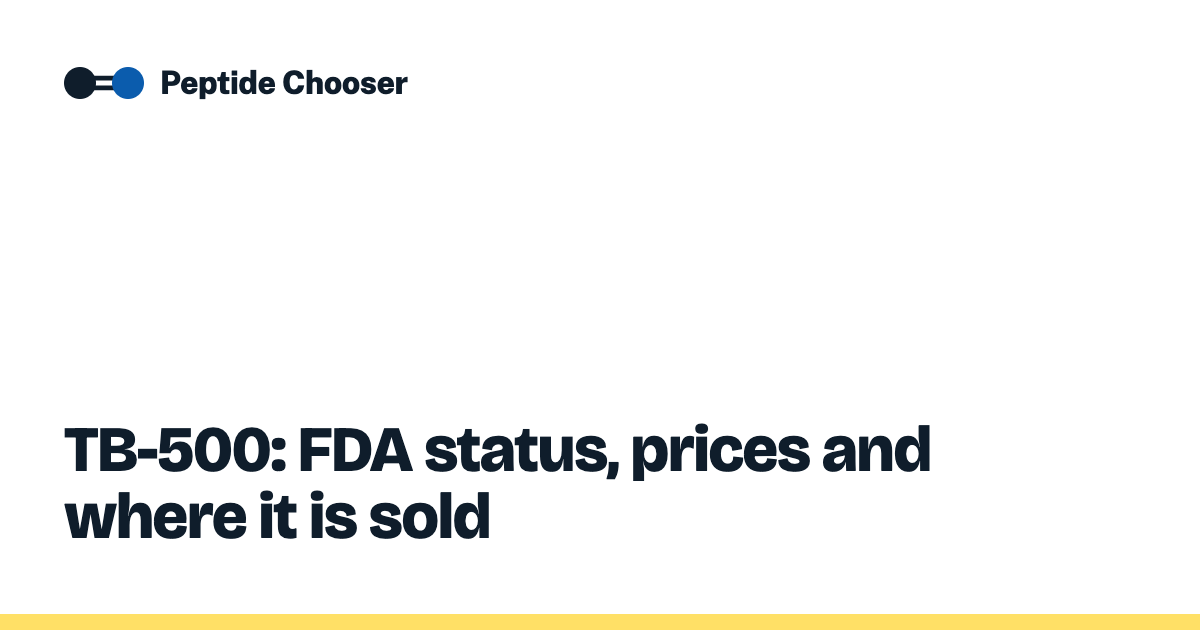 Peptide Chooser
TB-500: FDA status, prices and
where it is sold